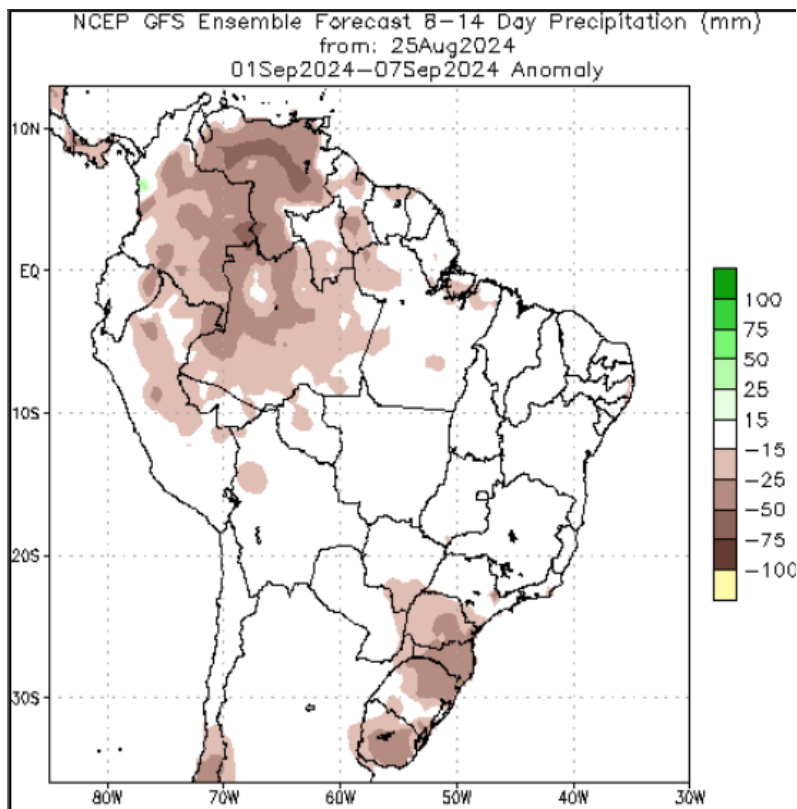 NCEP GFS Ensemble Forecast 8-14 Day Precipitation (mm)
from: 25Aug2024
01Sep2024-07Sep2024 Anomaly
10N
EQ
10S
20S
30S
80W
70W
60W
50W
40W
30W
100
75
50
25
15
-15
-25
-50
-75
-100